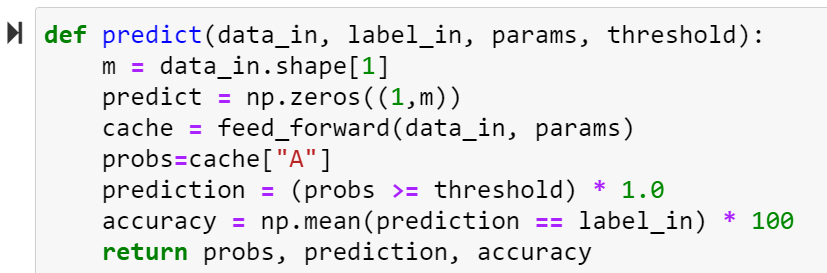 def predict(data_in, label_in, params, threshold):
    m = data_in.shape[1]
    predict = np.zeros((1,m))
    cache = feed_forward(data_in, params)
    probs=cache["A"]
    prediction = (probs >= threshold) * 1.0
    accuracy = np.mean(prediction == label_in) * 100
    return probs, prediction, accuracy